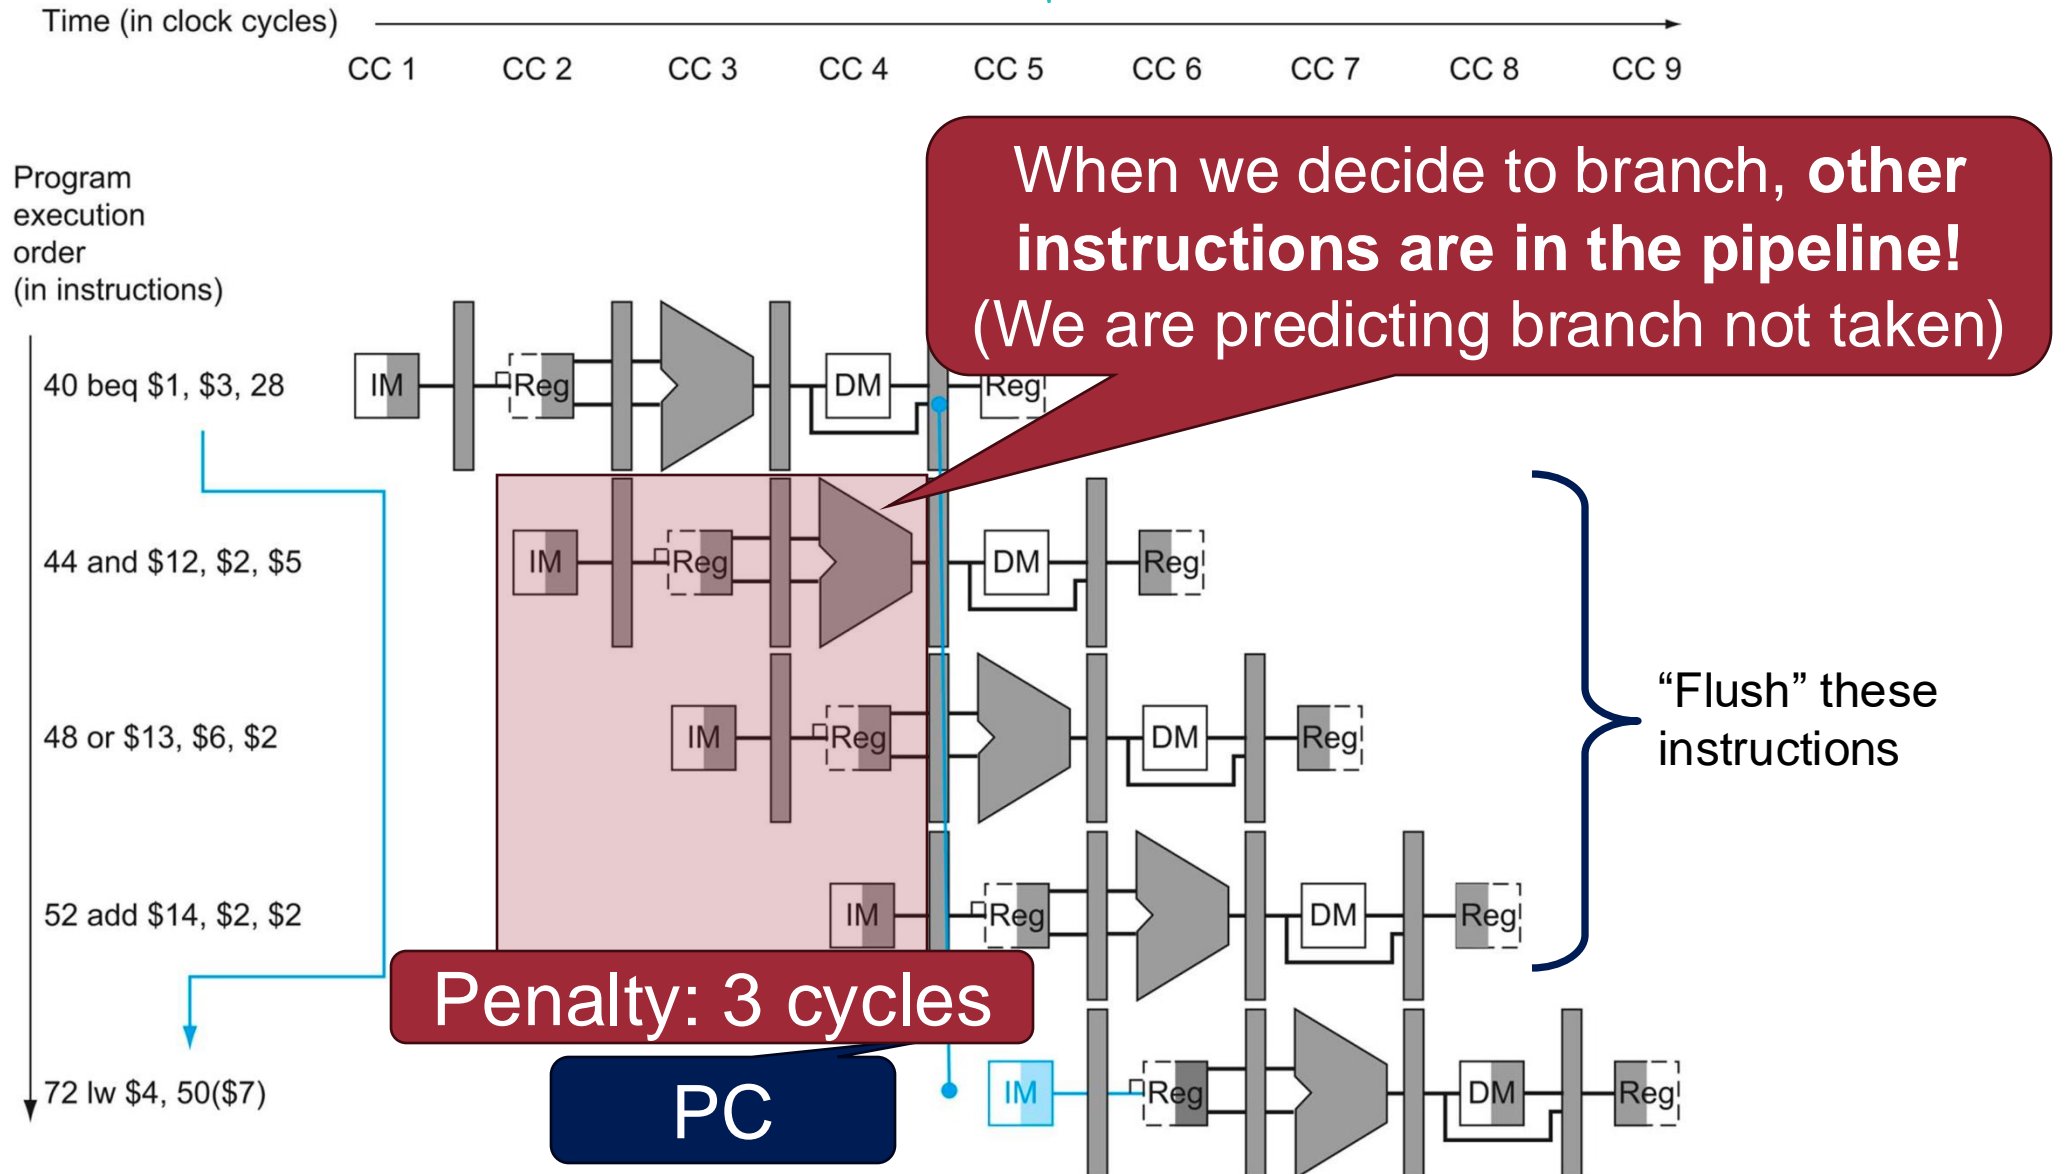 Time (in clock cycles)
CC 1 CC 2 CC 3 CC 4 CC 5 CC 6 CC 7 CC 8 CC 9
Program
execution
order
(in instructions)
When we decide to branch, other
instructions are in the pipeline!
(We are predicting branch not taken)
40 beq $1, $3, 28
IM Reg DM Reg
44 and $12, $2, $5
IM Reg DM Reg
48 or $13, $6, $2
IM Reg DM Reg
“Flush” these
instructions
52 add $14, $2, $2
IM Reg DM Reg
Penalty: 3 cycles
72 lw $4, 50($7)
IM Reg DM Reg
PC